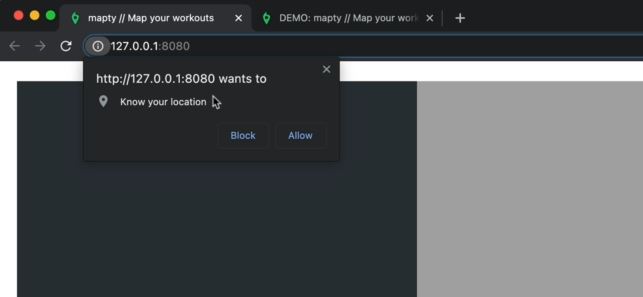 mapty // Map your workouts
DEMO: mapty // Map your work
127.0.0.1:8080
http://127.0.0.1:8080 wants to
Know your location
Block
Allow